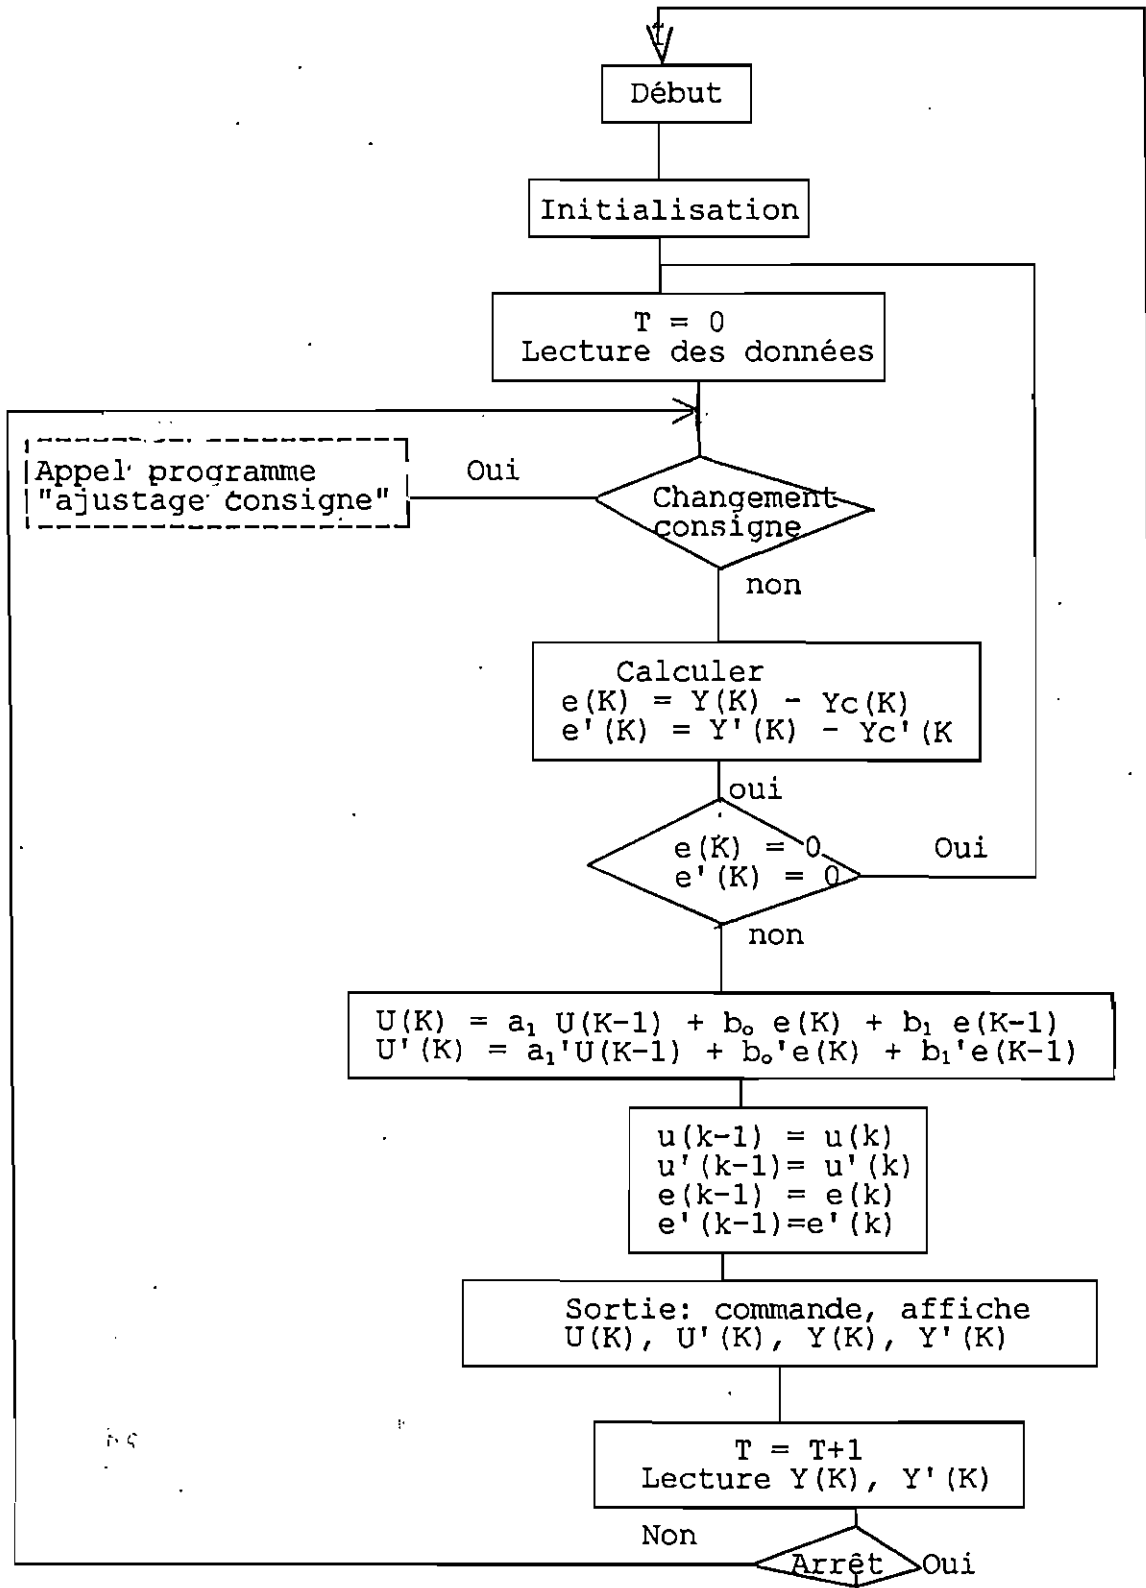 Début
Initialisation
T = 0
Lecture des données
Appel programme
"ajustage consigne"
Oui
Changement
consigne
non
Calculer
e(K) = Y(K) - Yc(K)
e'(K) = Y'(K) - Yc'(K
oui
e(K) = 0
e'(K) = 0
Oui
non
U(K) = a₁ U(K-1) + b₀ e(K) + b₁ e(K-1)
U'(K) = a₁'U(K-1) + b₀'e(K) + b₁'e(K-1)
u(k-1) = u(k)
u'(k-1)= u'(k)
e(k-1) = e(k)
e'(k-1)=e'(k)
Sortie: commande, affiche
U(K), U'(K), Y(K), Y'(K)
T = T+1
Lecture Y(K), Y'(K)
Non
Arrêt
Oui